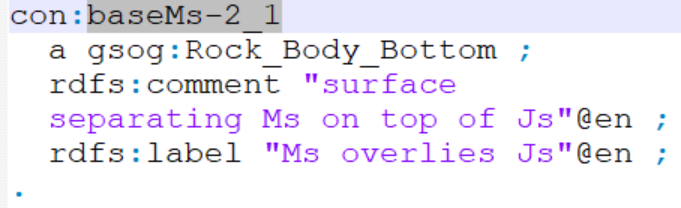 con:baseMs-2_1
a gsog:Rock_Body_Bottom ;
rdfs:comment "surface
separating Ms on top of Js"@en ;
rdfs:label "Ms overlies Js"@en ;
.